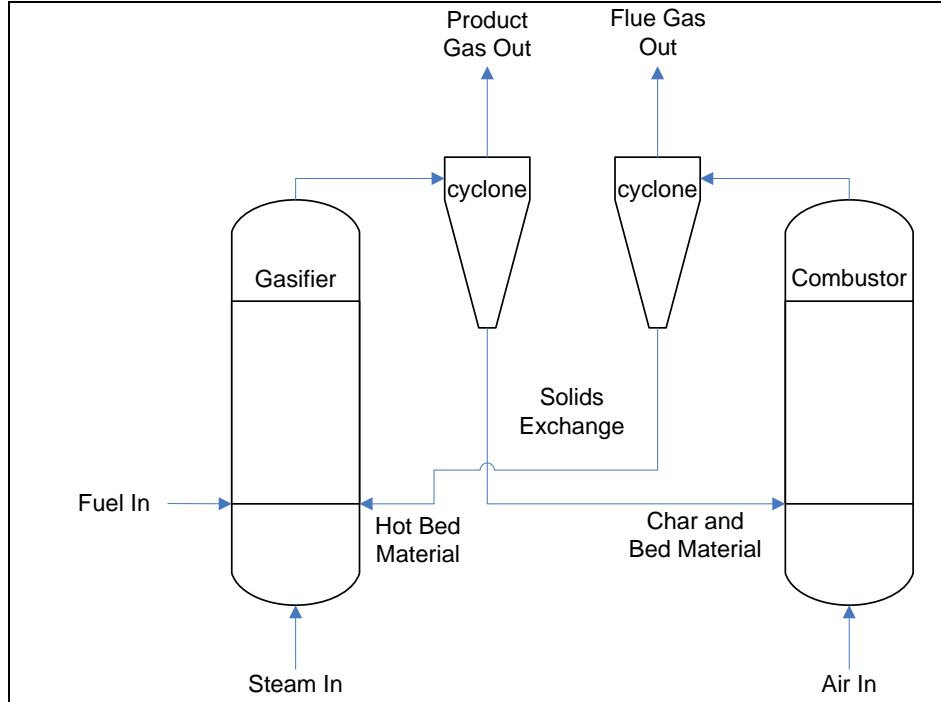 Product
Gas Out
Flue Gas
Out
cyclone
cyclone
Gasifier
Combustor
Solids
Exchange
Fuel In
Hot Bed
Material
Char and
Bed Material
Steam In
Air In